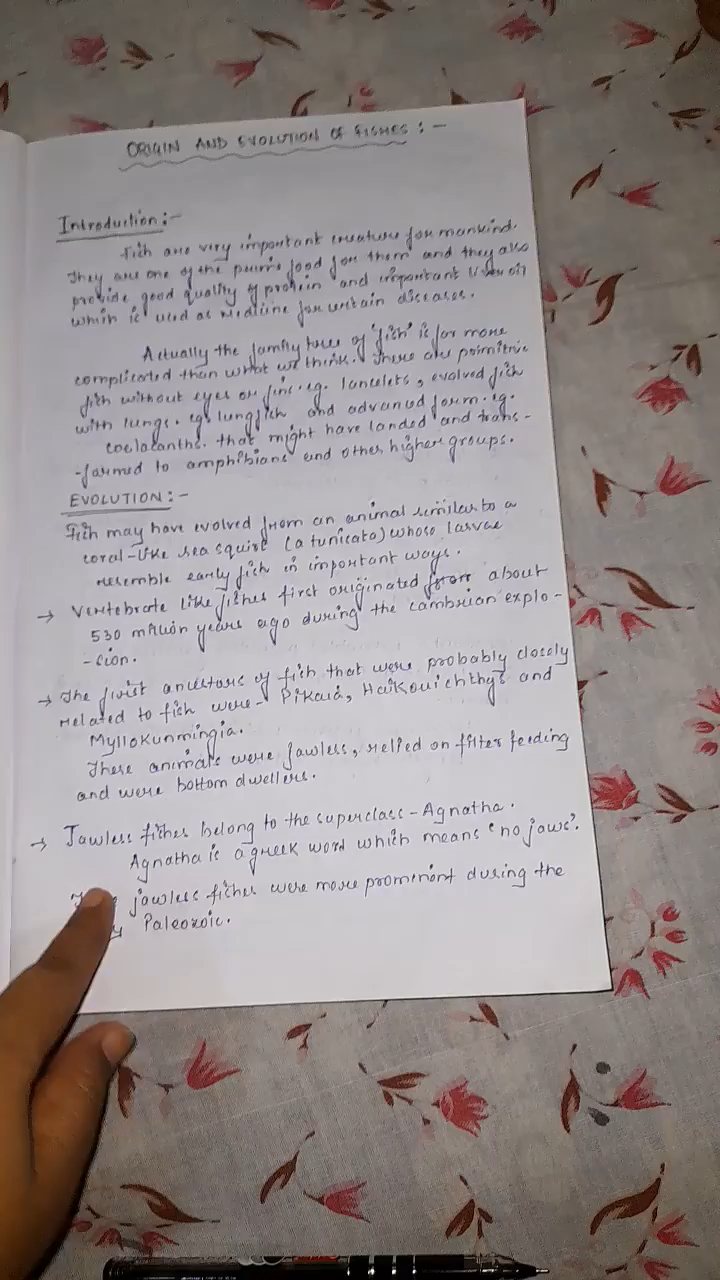 ORIGIN AND EVOLUTION OF FISHES : -
Introduction :-
Fish are very important creature for mankind.
They are one of the prime food for them and they also
provide good quality of protein and important liver oil
which is used as medicine for certain diseases.
Actually the family tree of 'fish' is far more
complicated than what we think. There are primitive
fish without eyes or fins. eg. lancelets, evolved fish
with lungs. eg. lungfish and advanced form. eg.
coelacanths. that might have landed and trans-
-formed to amphibians and other higher groups.
EVOLUTION :-
Fish may have evolved from an animal similar to a
coral-like sea squirt (a tunicata) whose larvae
resemble early fish in important ways.
→ Vertebrate like fishes first originated from about
530 million years ago during the cambrian explo-
-sion.
→ The first ancestors of fish that were probably closely
related to fish were- Pikaia, Haikouichthys and
Myllokunmingia.
These animals were jawless, relied on filter feeding
and were bottom dwellers.
→ Jawless fishes belong to the superclass - Agnatha.
Agnatha is a greek word which means 'no jaws'.
jawless fishes were more prominent during the
Paleozoic.